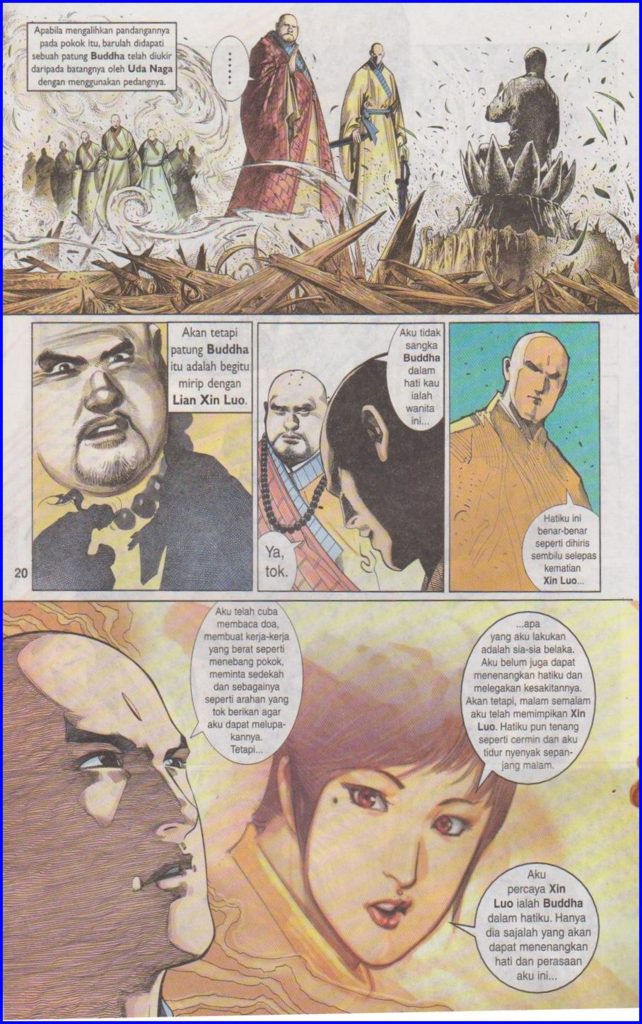 Apabila mengalihkan pandangannya
pada pokok itu, barulah didapati
sebuah patung Buddha telah diukir
daripada batangnya oleh Uda Naga
dengan menggunakan pedangnya.
......
Akan tetapi
patung Buddha
itu adalah begitu
mirip dengan
Lian Xin Luo.
Aku tidak
sangka
Buddha
dalam
hati kau
ialah
wanita
ini...
Ya,
tok.
Hatiku ini
benar-benar
seperti dihiris
sembilu selepas
kematian
Xin Luo...
20
Aku telah cuba
membaca doa,
membuat kerja-kerja
yang berat seperti
menebang pokok,
meminta sedekah
dan sebagainya
seperti arahan yang
tok berikan agar
aku dapat melupa-
kannya.
Tetapi...
...apa
yang aku lakukan
adalah sia-sia belaka.
Aku belum juga dapat
menenangkan hatiku dan
melegakan kesakitannya.
Akan tetapi, malam semalam
aku telah memimpikan Xin
Luo. Hatiku pun tenang
seperti cermin dan aku
tidur nyenyak sepan-
jang malam.
Aku
percaya Xin
Luo ialah Buddha
dalam hatiku. Hanya
dia sajalah yang akan
dapat menenangkan
hati dan perasaan
aku ini...